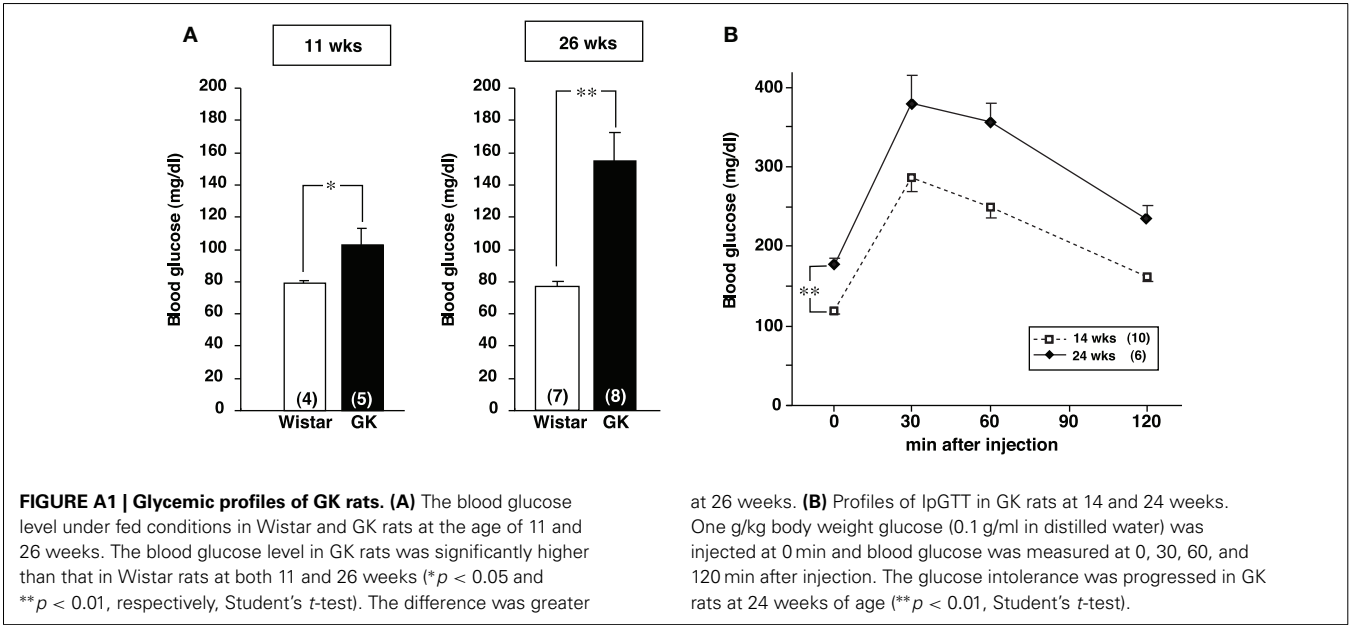 A
11 wks
26 wks
Blood glucose (mg/dl)
200
180
160
140
120
100
80
60
40
20
0
*
(4)
(5)
Wistar GK
Blood glucose (mg/dl)
200
180
160
140
120
100
80
60
40
20
0
**
(7)
(8)
Wistar GK
B
Blood glucose (mg/dl)
400
300
200
100
0
**
14 wks (10)
24 wks (6)
0 30 60 90 120
min after injection
FIGURE A1 | Glycemic profiles of GK rats. (A) The blood glucose
level under fed conditions in Wistar and GK rats at the age of 11 and
26 weeks. The blood glucose level in GK rats was significantly higher
than that in Wistar rats at both 11 and 26 weeks (*p < 0.05 and
**p < 0.01, respectively, Student's t-test). The difference was greater
at 26 weeks. (B) Profiles of IpGTT in GK rats at 14 and 24 weeks.
One g/kg body weight glucose (0.1 g/ml in distilled water) was
injected at 0 min and blood glucose was measured at 0, 30, 60, and
120 min after injection. The glucose intolerance was progressed in GK
rats at 24 weeks of age (**p < 0.01, Student's t-test).